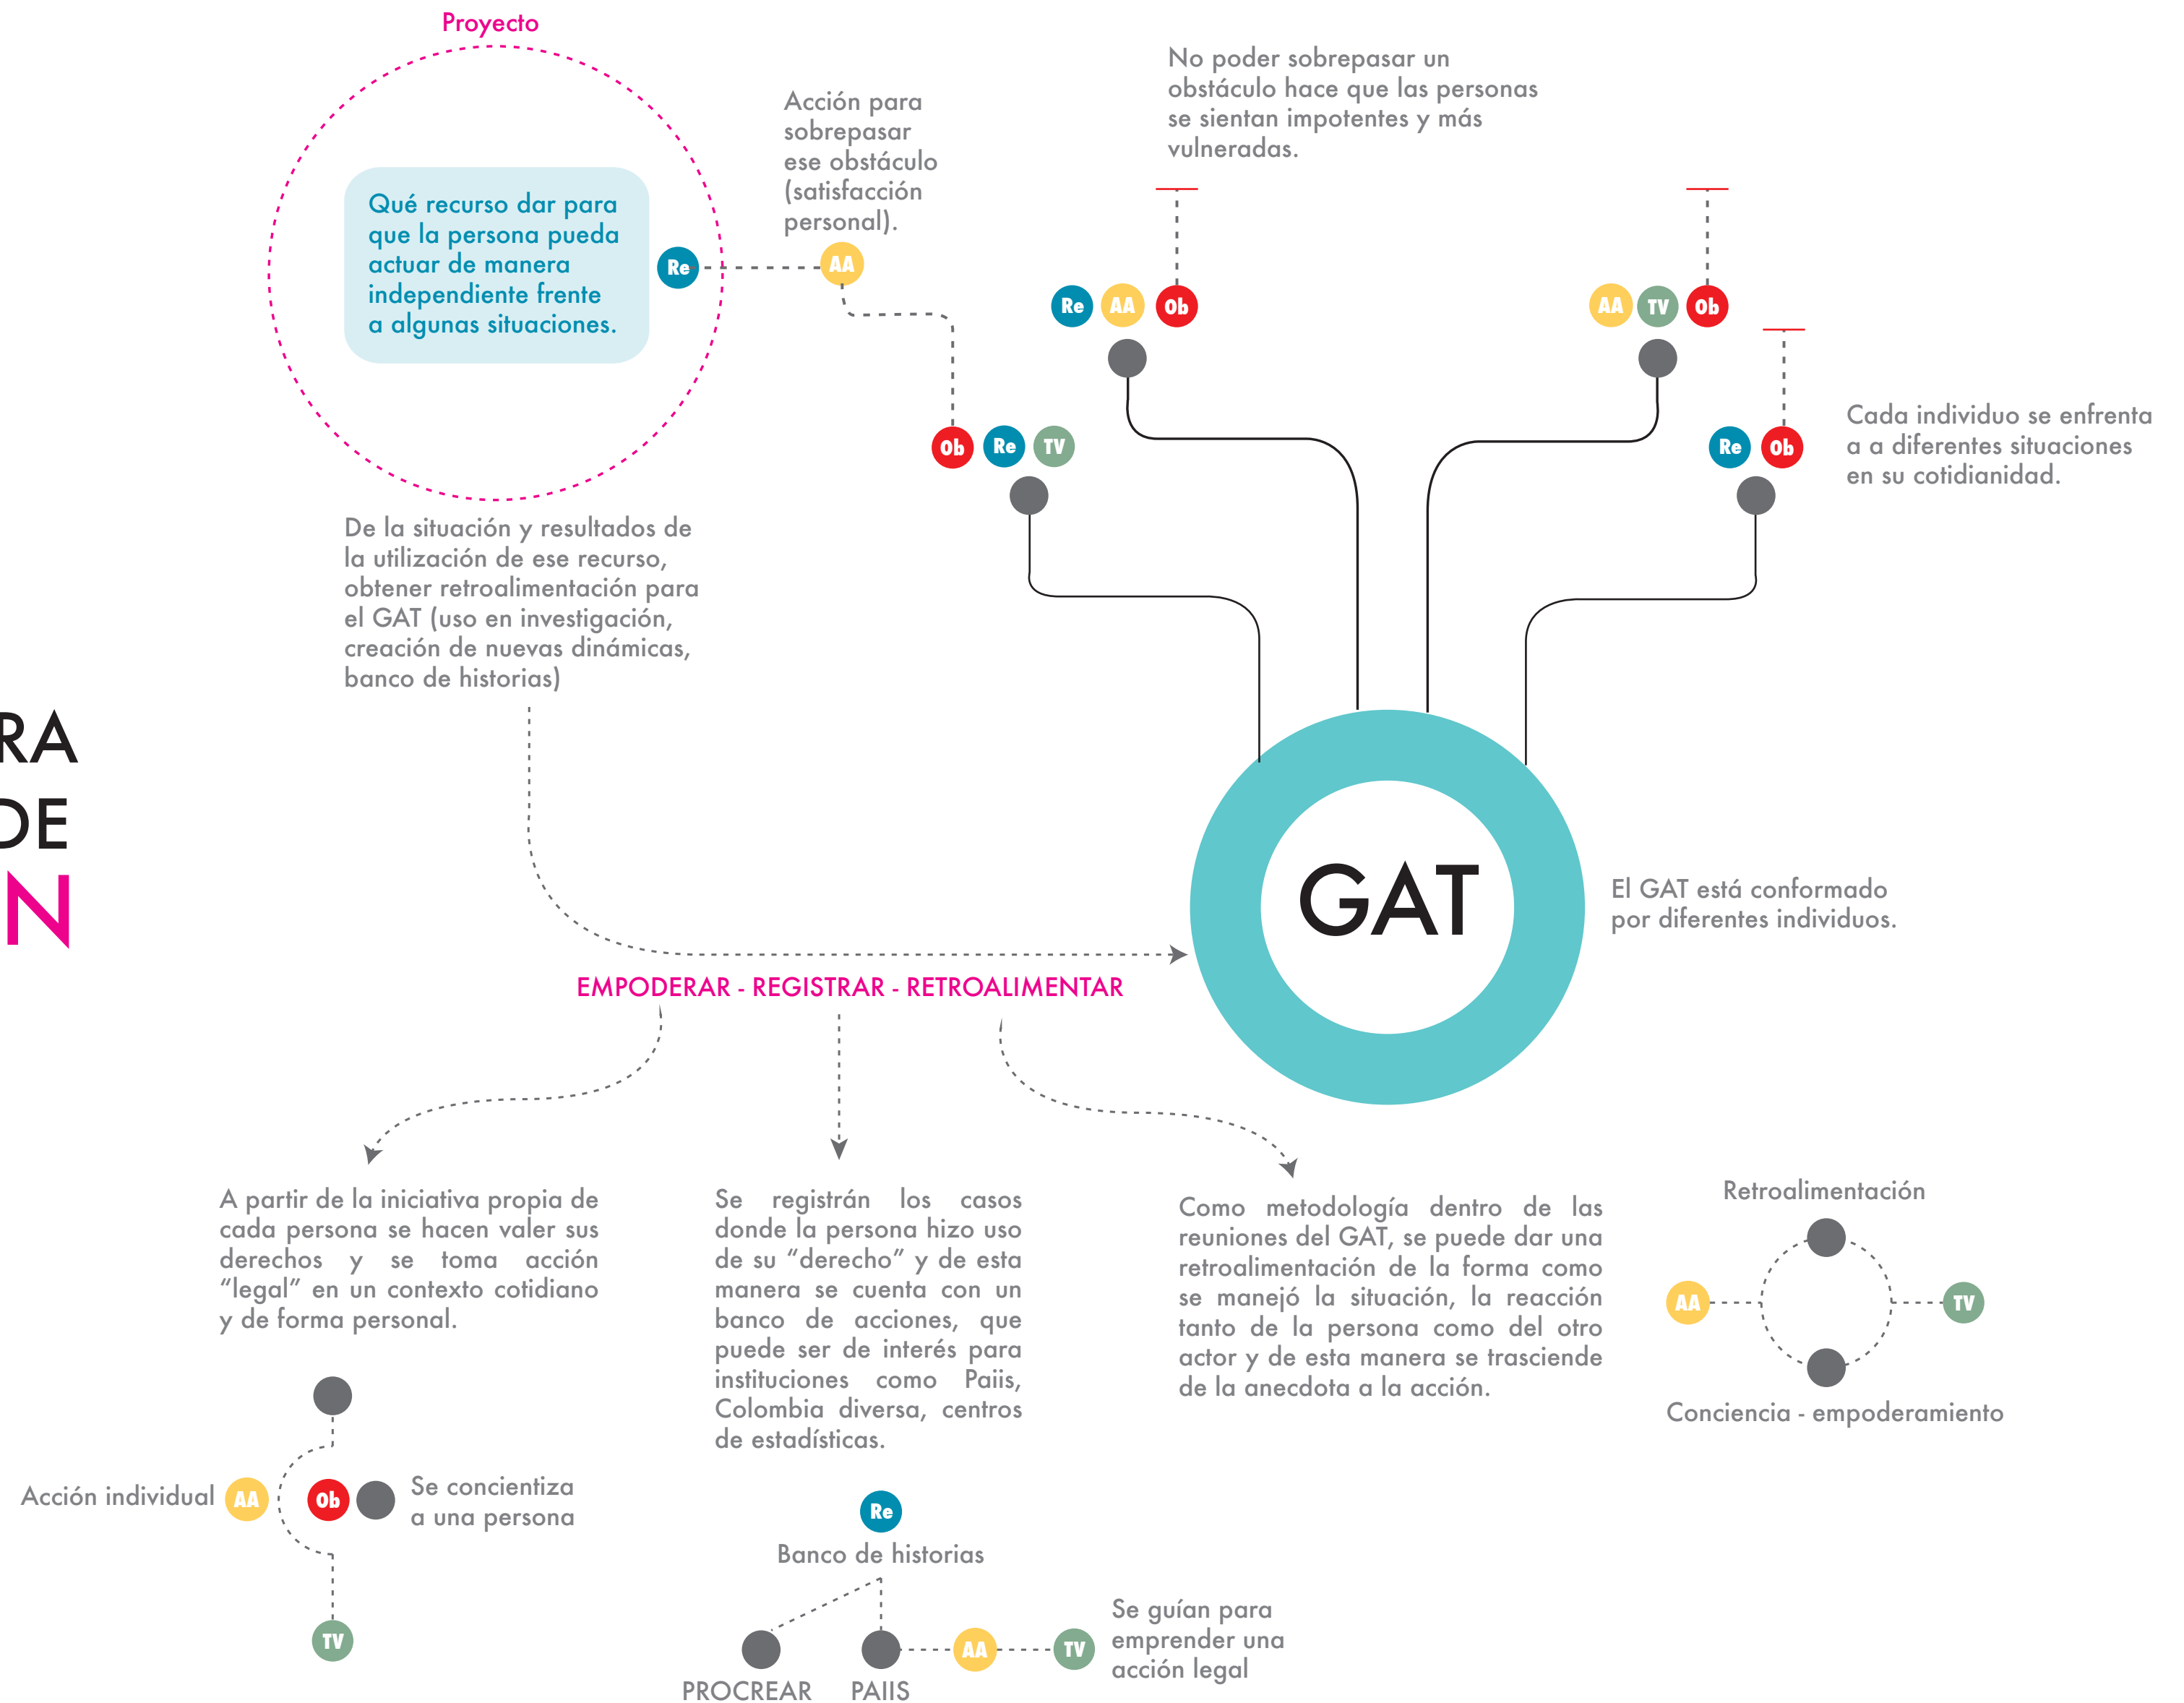 Proyecto
Qué recurso dar para
que la persona pueda
actuar de manera
independiente frente
a algunas situaciones.
Re
Acción para
sobrepasar
ese obstáculo
(satisfacción
personal).
AA
No poder sobrepasar un
obstáculo hace que las personas
se sientan impotentes y más
vulneradas.
Re AA Ob
AA TV Ob
Ob Re TV
Re Ob
Cada individuo se enfrenta
a a diferentes situaciones
en su cotidianidad.
De la situación y resultados de
la utilización de ese recurso,
obtener retroalimentación para
el GAT (uso en investigación,
creación de nuevas dinámicas,
banco de historias)
RA
DE
N
GAT
El GAT está conformado
por diferentes individuos.
EMPODERAR - REGISTRAR - RETROALIMENTAR
A partir de la iniciativa propia de
cada persona se hacen valer sus
derechos y se toma acción
“legal” en un contexto cotidiano
y de forma personal.
Acción individual
AA
Ob
Se concientiza
a una persona
TV
Se registrán los casos
donde la persona hizo uso
de su “derecho” y de esta
manera se cuenta con un
banco de acciones, que
puede ser de interés para
instituciones como Paiis,
Colombia diversa, centros
de estadísticas.
Re
Banco de historias
PROCREAR
PAIIS
AA
TV
Se guían para
emprender una
acción legal
Como metodología dentro de las
reuniones del GAT, se puede dar una
retroalimentación de la forma como
se manejó la situación, la reacción
tanto de la persona como del otro
actor y de esta manera se trasciende
de la anecdota a la acción.
Retroalimentación
AA
TV
Conciencia - empoderamiento